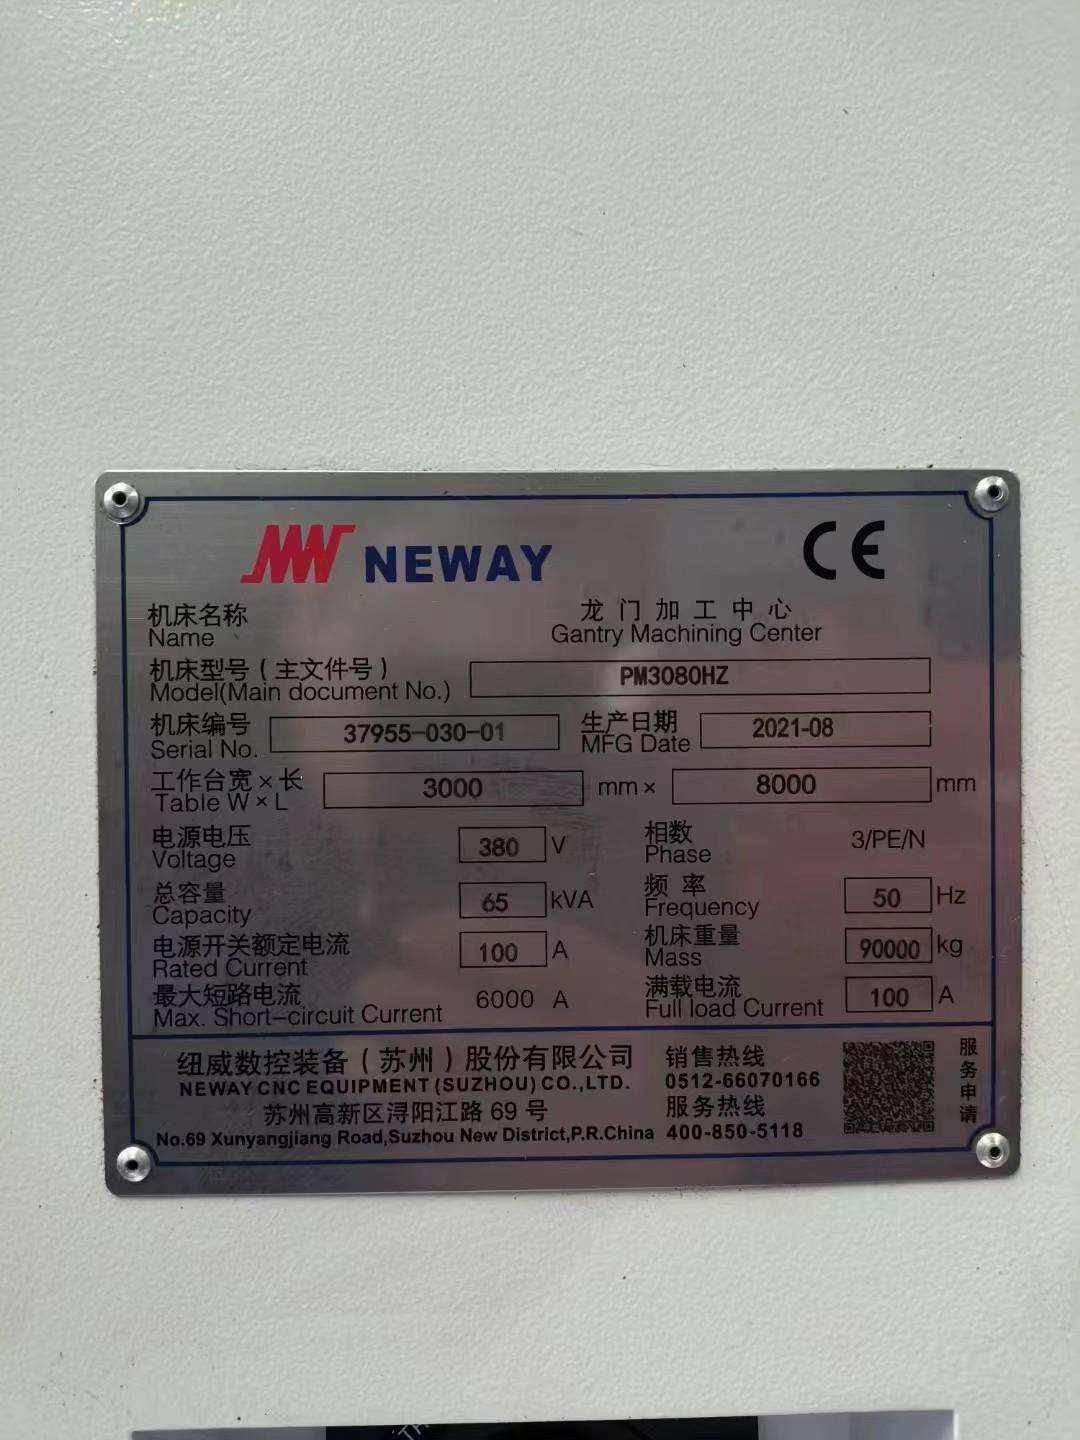 NEWAY CE
机床名称 龙门加工中心
Name Gantry Machining Center
机床型号(主文件号) PM3080HZ
Model(Main document No.)
机床编号 37955-030-01 生产日期 2021-08
Serial No. MFG Date
工作台宽×长 3000 mm× 8000 mm
Table W×L
电源电压 380 V 相数 3/PE/N
Voltage Phase
总容量 65 kVA 频率 50 Hz
Capacity Frequency
电源开关额定电流 100 A 机床重量 90000 kg
Rated Current Mass
最大短路电流 6000 A 满载电流 100 A
Max. Short-circuit Current Full load Current
纽威数控装备(苏州)股份有限公司 销售热线
NEWAY CNC EQUIPMENT (SUZHOU) CO.,LTD. 0512-66070166
苏州高新区浔阳江路 69 号 服务热线
No.69 Xunyangjiang Road,Suzhou New District,P.R.China 400-850-5118
服务申请